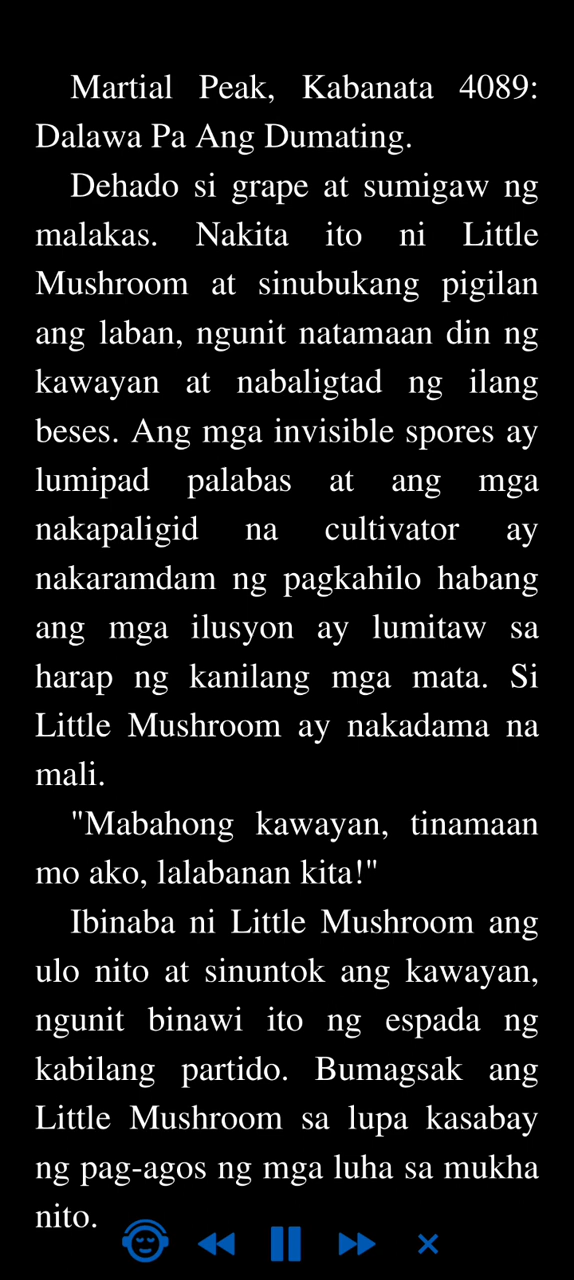 Martial Peak, Kabanata 4089:
Dalawa Pa Ang Dumating.
Dehado si grape at sumigaw ng
malakas. Nakita ito ni Little
Mushroom at sinubukang pigilan
ang laban, ngunit natamaan din ng
kawayan at nabaligtad ng ilang
beses. Ang mga invisible spores ay
lumipad palabas at ang mga
nakapaligid na cultivator ay
nakaramdam ng pagkahilo habang
ang mga ilusyon ay lumitaw sa
harap ng kanilang mga mata. Si
Little Mushroom ay nakadama na
mali.
"Mabahong kawayan, tinamaan
mo ako, lalabanan kita!"
Ibinaba ni Little Mushroom ang
ulo nito at sinuntok ang kawayan,
ngunit binawi ito ng espada ng
kabilang partido. Bumagsak ang
Little Mushroom sa lupa kasabay
ng pag-agos ng mga luha sa mukha
nito.